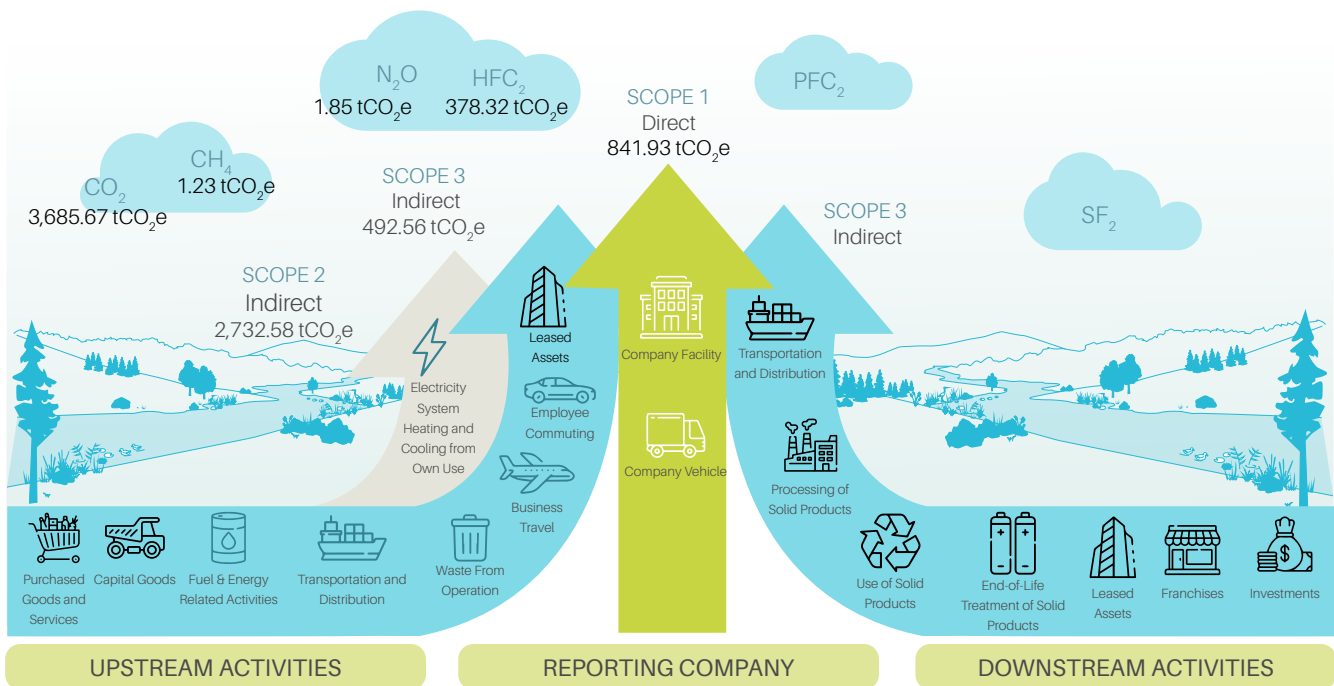 N₂O
1.85 tCO₂e
HFC₂
378.32 tCO₂e
PFC₂
SCOPE 1
Direct
841.93 tCO₂e
CH₄
1.23 tCO₂e
CO₂
3,685.67 tCO₂e
SCOPE 3
Indirect
492.56 tCO₂e
SCOPE 3
Indirect
SF₂
SCOPE 2
Indirect
2,732.58 tCO₂e
Leased
Assets
Company Facility
Transportation
and Distribution
Electricity
System
Heating and
Cooling from
Own Use
Employee
Commuting
Company Vehicle
Business
Travel
Processing of
Solid Products
Purchased
Goods and
Services
Capital Goods
Fuel & Energy
Related Activities
Transportation and
Distribution
Waste From
Operation
Use of Solid
Products
End-of-Life
Treatment of Solid
Products
Leased
Assets
Franchises
Investments
UPSTREAM ACTIVITIES
REPORTING COMPANY
DOWNSTREAM ACTIVITIES